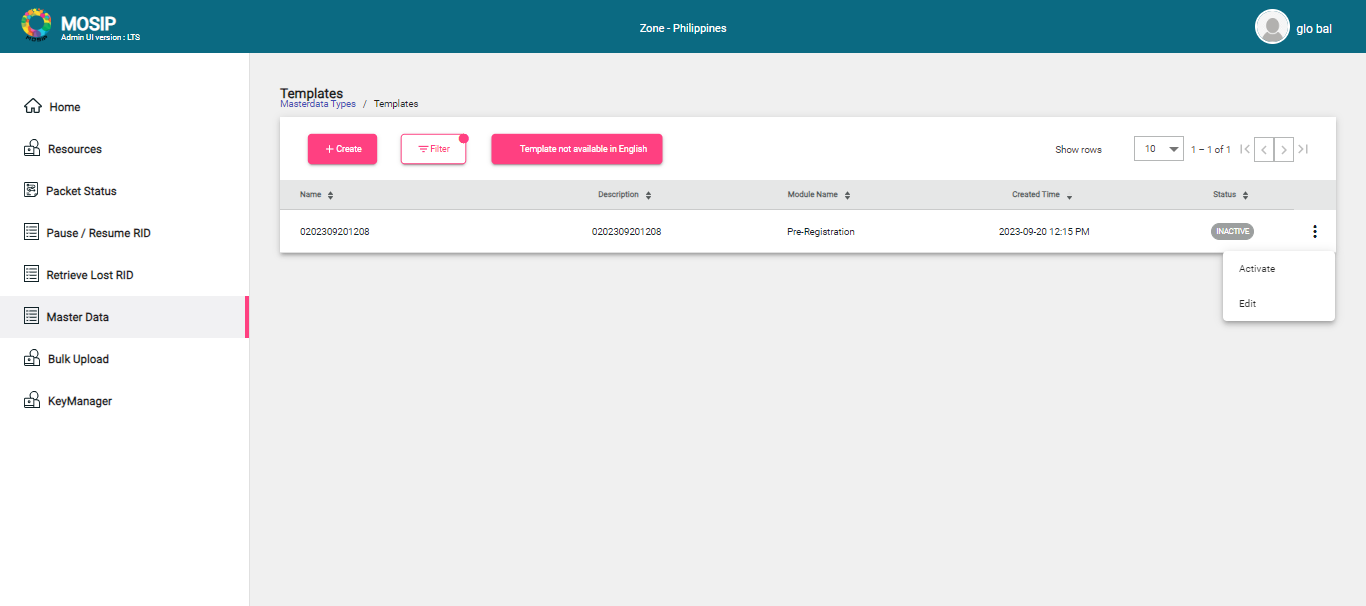 MOSIP
Admin UI version : LTS
Zone - Philippines
glo bal
Home
Resources
Packet Status
Pause / Resume RID
Retrieve Lost RID
Master Data
Bulk Upload
KeyManager
Templates
Masterdata Types / Templates
+ Create
Filter
Template not available in English
Show rows 10 1 – 1 of 1
Name Description Module Name Created Time Status
0202309201208 0202309201208 Pre-Registration 2023-09-20 12:15 PM INACTIVE
Activate
Edit